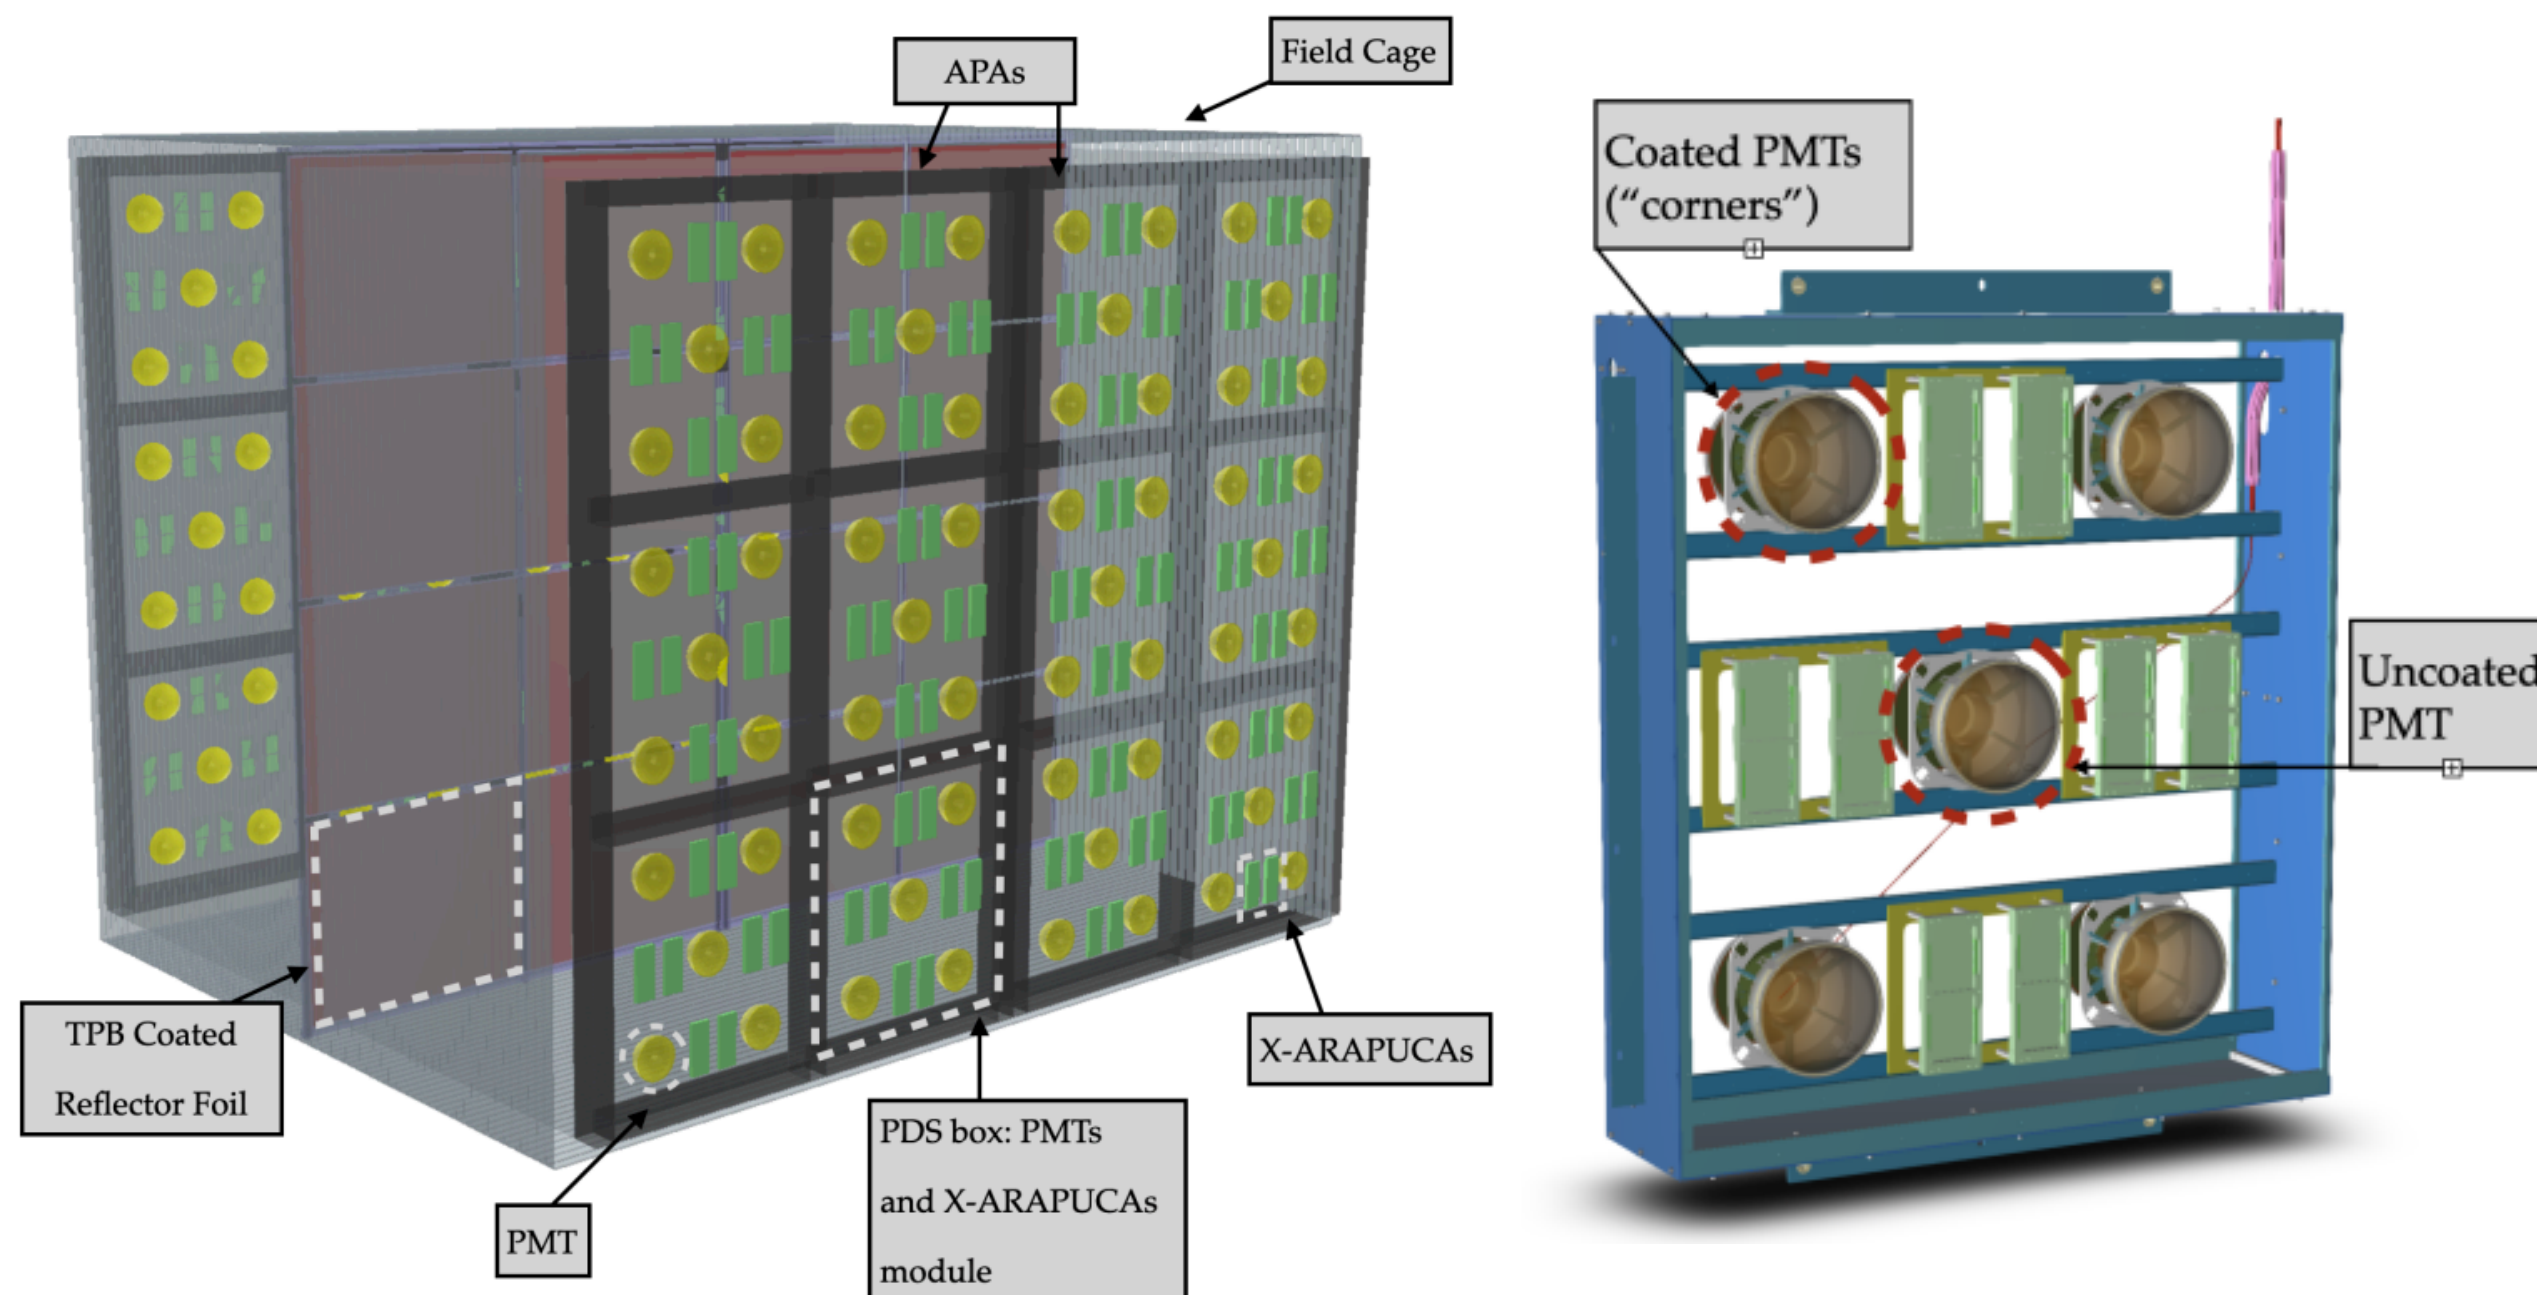 APAs
Field Cage
TPB Coated
Reflector Foil
PMT
PDS box: PMTs
and X-ARAPUCAs
module
X-ARAPUCAs
Coated PMTs
("corners")
Uncoated
PMT